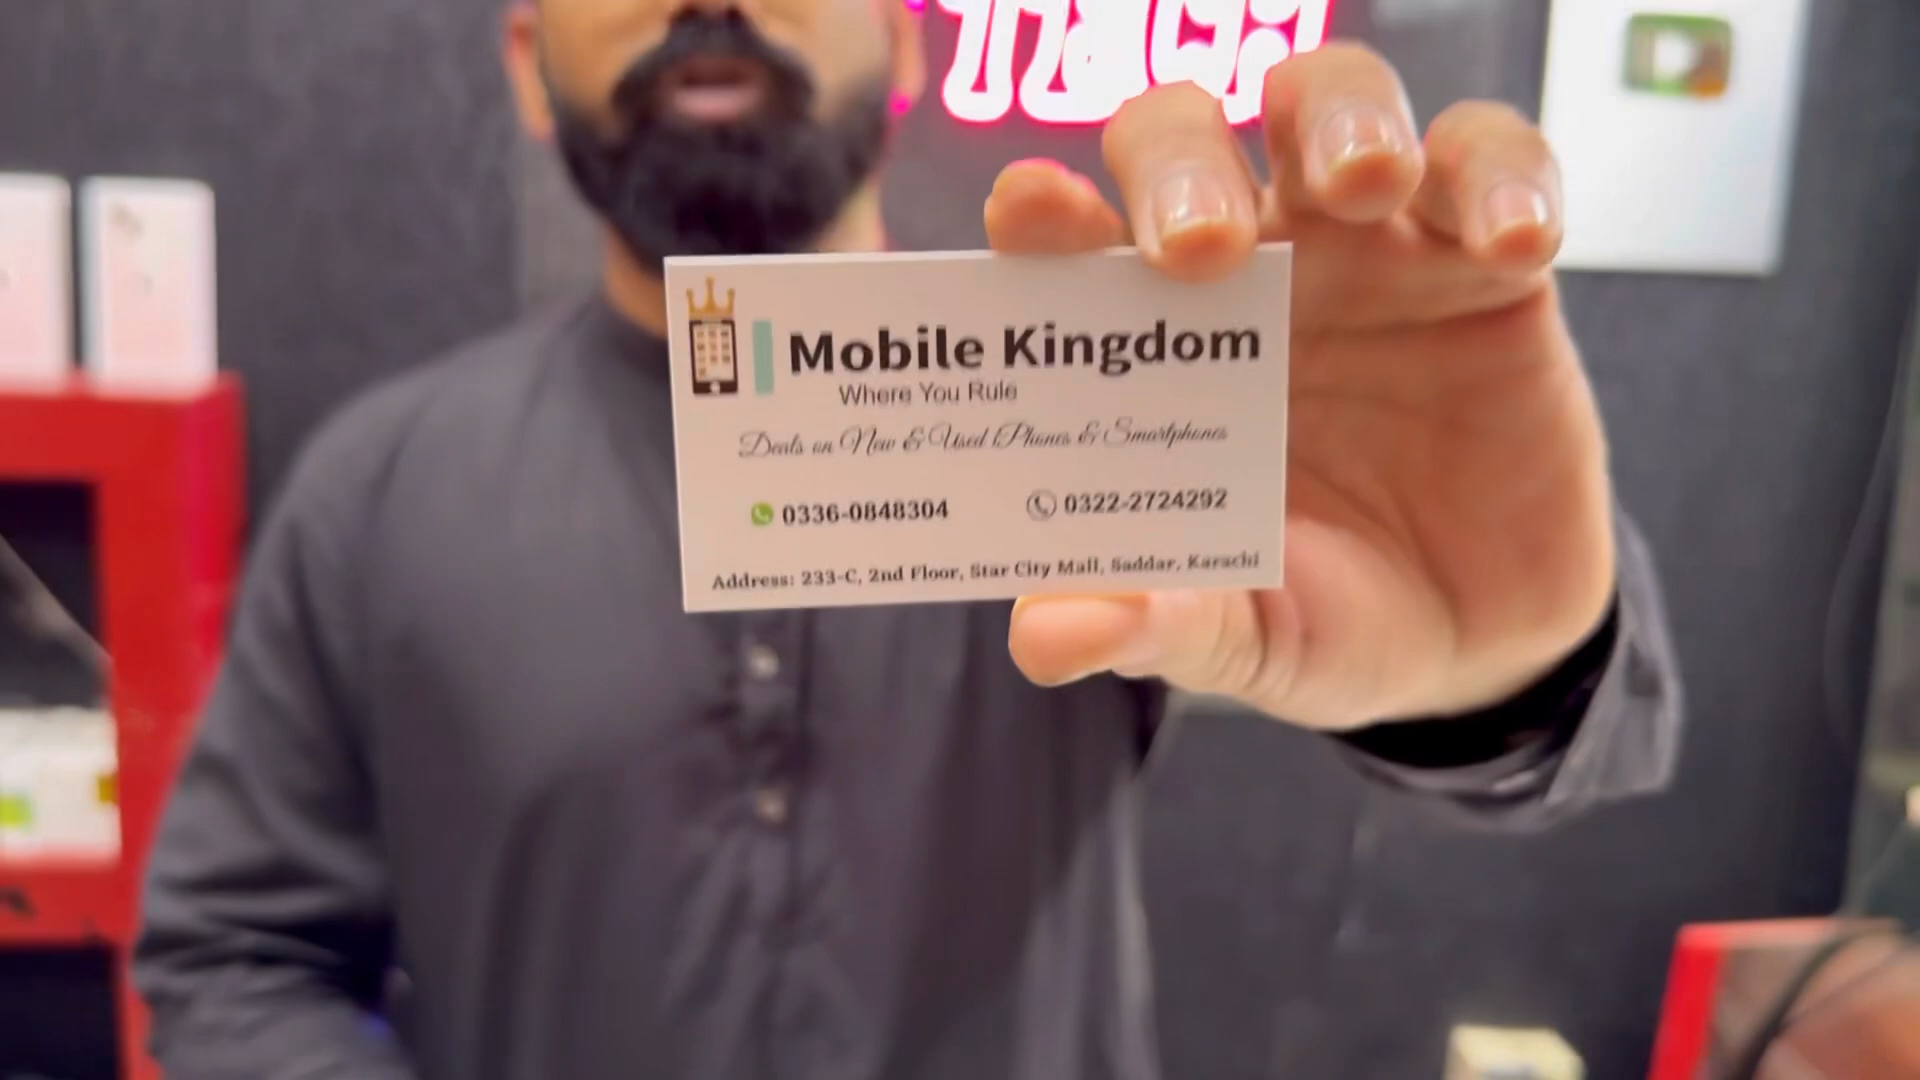 Mobile Kingdom
Where You Rule
Deals on New & Used iPhones & Smartphones
0336-0848304
0322-2724292
Address: 233-C, 2nd Floor, Star City Mall, Saddar, Karachi